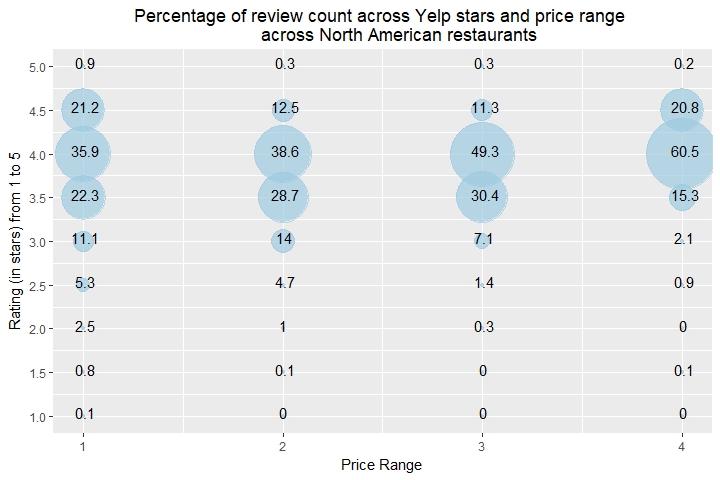 Percentage of review count across Yelp stars and price range
across North American restaurants
Rating (in stars) from 1 to 5
5.0 0.9 0.3 0.3 0.2
4.5 21.2 12.5 11.3 20.8
4.0 35.9 38.6 49.3 60.5
3.5 22.3 28.7 30.4 15.3
3.0 11.1 14 7.1 2.1
2.5 5.3 4.7 1.4 0.9
2.0 2.5 1 0.3 0
1.5 0.8 0.1 0 0.1
1.0 0.1 0 0 0
1 2 3 4
Price Range